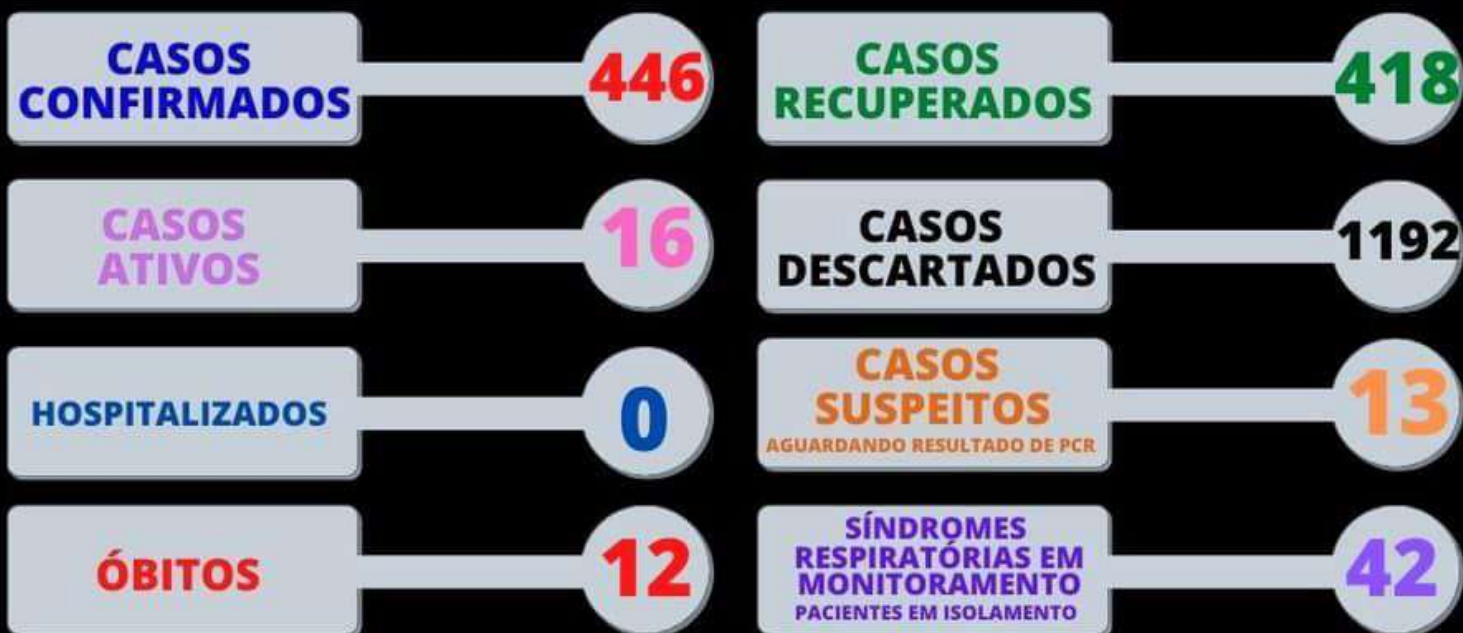 CASOS
CONFIRMADOS
446
CASOS
RECUPERADOS
418
CASOS
ATIVOS
16
CASOS
DESCARTADOS
1192
HOSPITALIZADOS
0
CASOS
SUSPEITOS
AGUARDANDO RESULTADO DE PCR
13
ÓBITOS
12
SÍNDROMES
RESPIRATÓRIAS EM
MONITORAMENTO
PACIENTES EM ISOLAMENTO
42